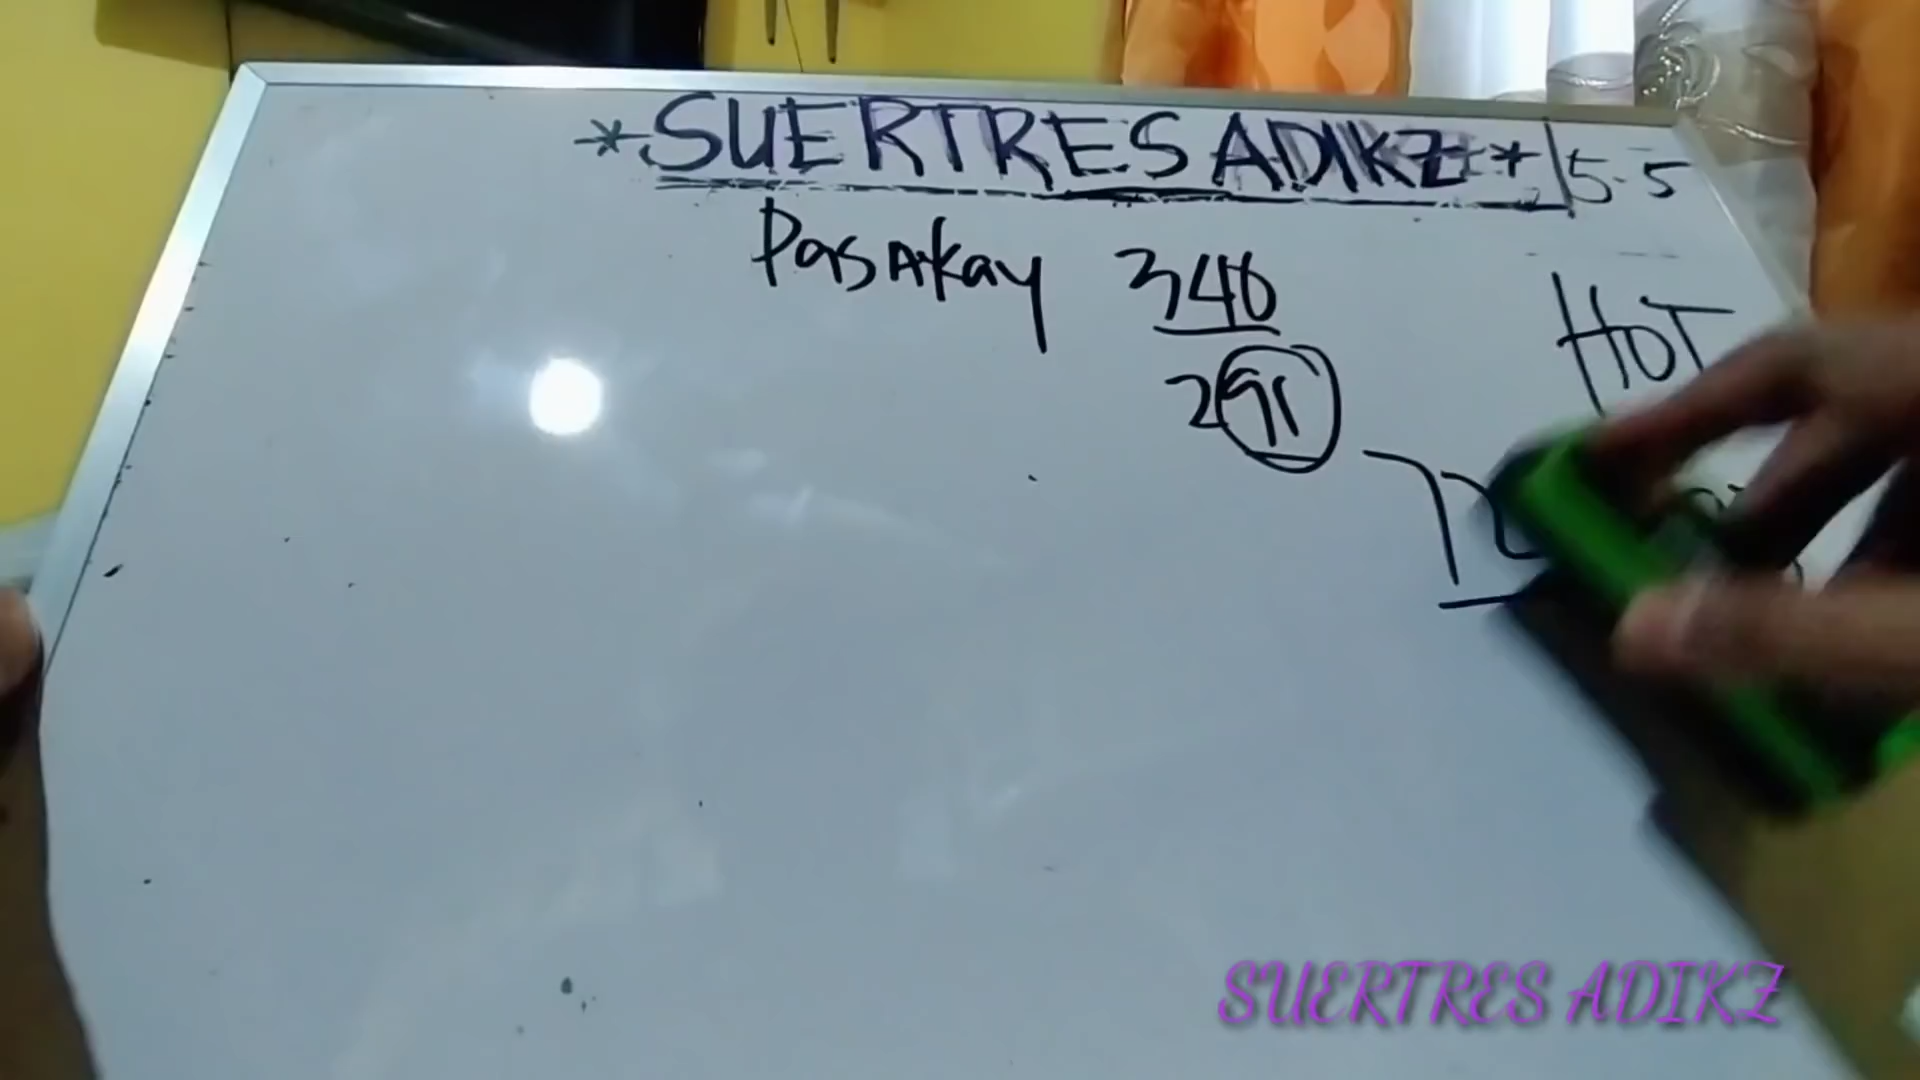 *SUERTRES ADIKZ* 5-5
Pasakay 340
291
HOT
SUERTRES ADIKZ